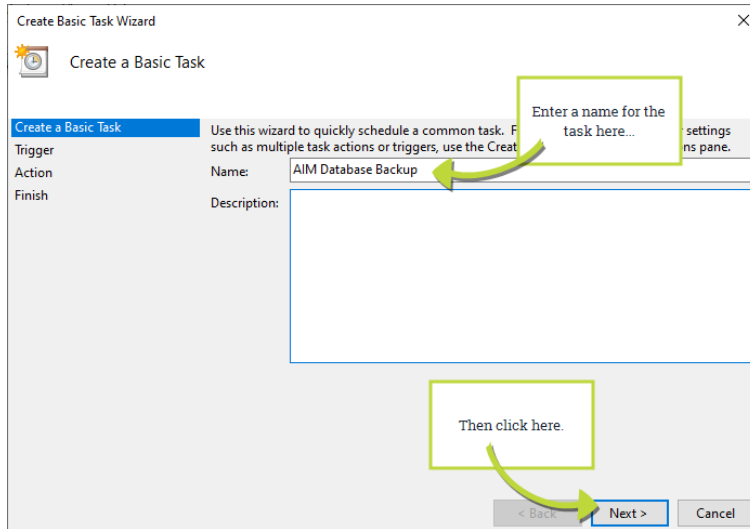 Create Basic Task Wizard
Create a Basic Task
Enter a name for the
task here...
Create a Basic Task
Trigger
Action
Finish
Use this wizard to quickly schedule a common task. F settings
such as multiple task actions or triggers, use the Creat ns pane.
Name: AIM Database Backup
Description:
Then click here.
< Back Next > Cancel